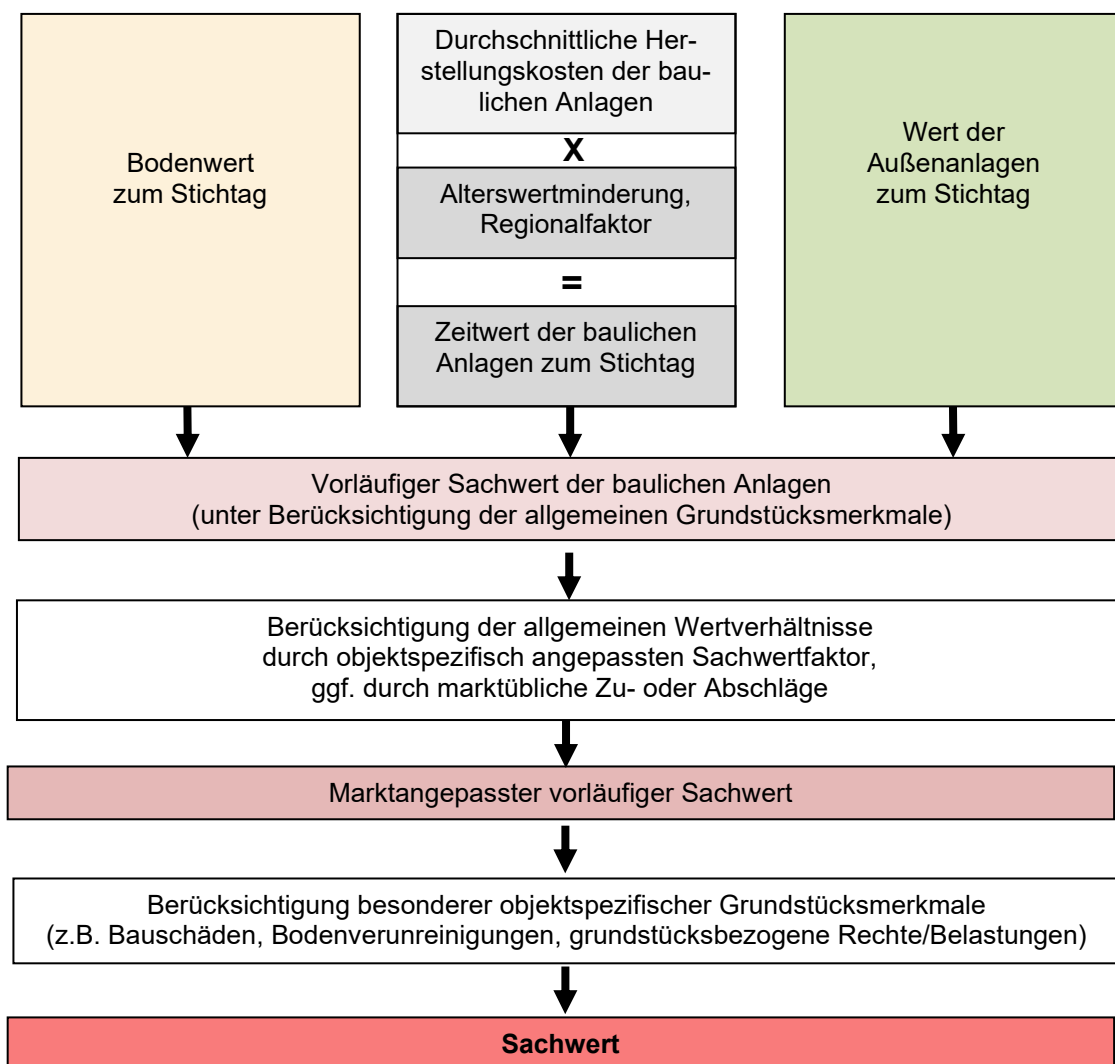 Bodenwert
zum Stichtag
Durchschnittliche Her-
stellungskosten der bau-
lichen Anlagen
X
Alterswertminderung,
Regionalfaktor
=
Zeitwert der baulichen
Anlagen zum Stichtag
Wert der
Außenanlagen
zum Stichtag
Vorläufiger Sachwert der baulichen Anlagen
(unter Berücksichtigung der allgemeinen Grundstücksmerkmale)
Berücksichtigung der allgemeinen Wertverhältnisse
durch objektspezifisch angepassten Sachwertfaktor,
ggf. durch marktübliche Zu- oder Abschläge
Marktangepasster vorläufiger Sachwert
Berücksichtigung besonderer objektspezifischer Grundstücksmerkmale
(z.B. Bauschäden, Bodenverunreinigungen, grundstücksbezogene Rechte/Belastungen)
Sachwert